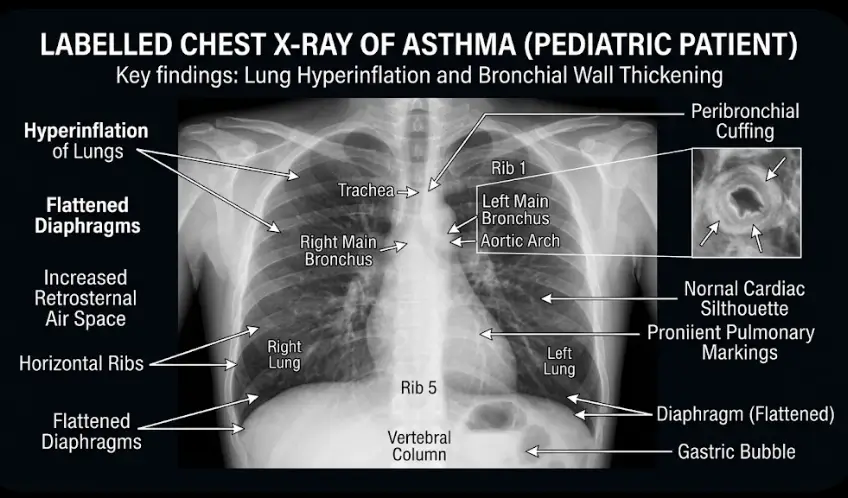 LABELLED CHEST X-RAY OF ASTHMA (PEDIATRIC PATIENT)
Key findings: Lung Hyperinflation and Bronchial Wall Thickening
Hyperinflation
of Lungs
Flattened
Diaphragms
Increased
Retrosternal
Air Space
Horizontal Ribs
Flattened
Diaphragms
Trachea
Right Main
Bronchus
Right
Lung
Rib 1
Left Main
Bronchus
Aortic Arch
Left
Lung
Rib 5
Vertebral
Column
Peribronchial
Cuffing
Nornal Cardiac
Silthouette
Proniient Pulmonary
Markings
Diaphragm (Flattened)
Gastric Bubble